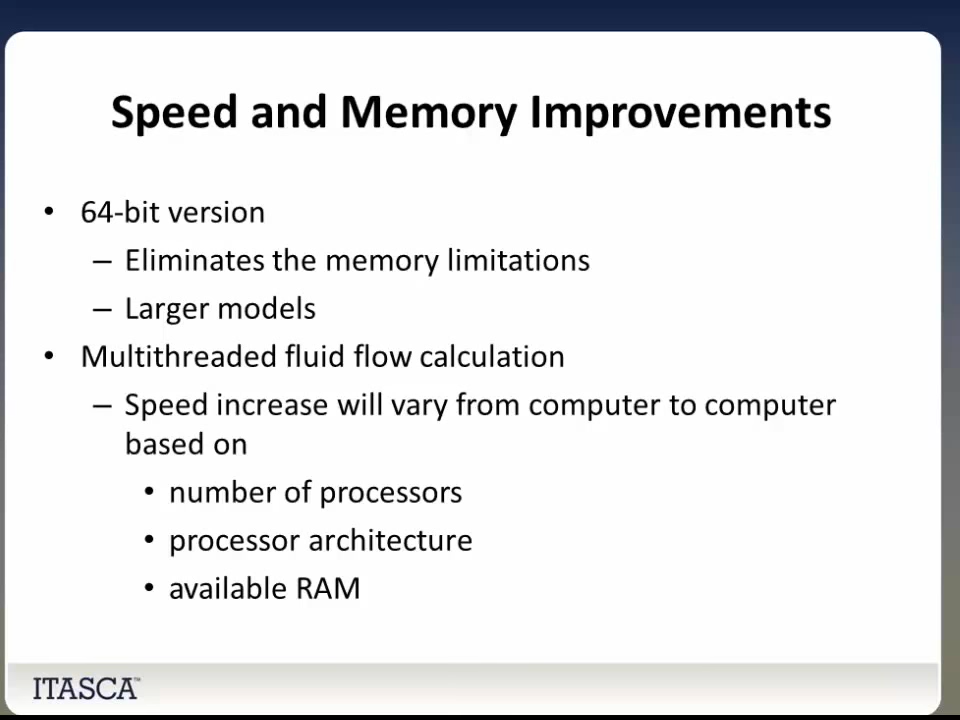 Speed and Memory Improvements
• 64-bit version
– Eliminates the memory limitations
– Larger models
• Multithreaded fluid flow calculation
– Speed increase will vary from computer to computer
based on
• number of processors
• processor architecture
• available RAM
ITASCA™